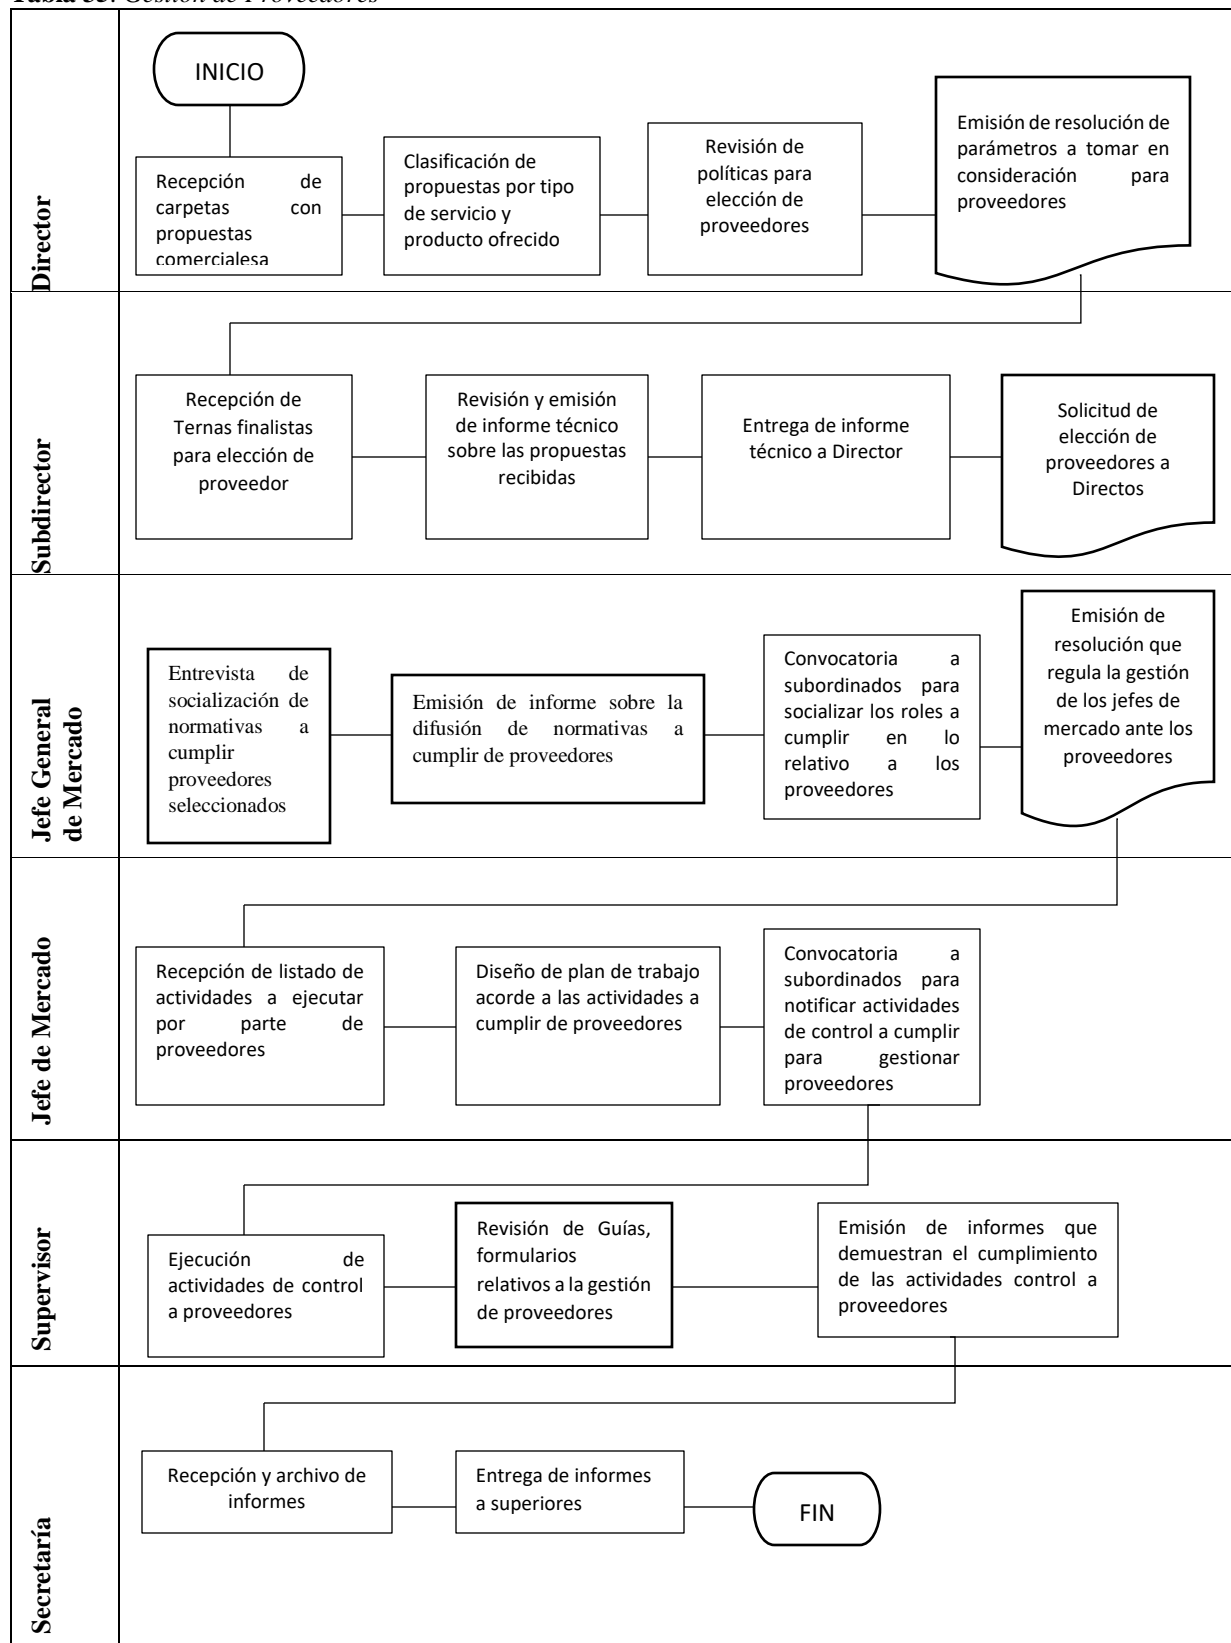 Tabla 35. Gestión de Proveedores
Director
INICIO
Recepción de
carpetas con
propuestas
comercialesa
Clasificación de
propuestas por tipo
de servicio y
producto ofrecido
Revisión de
políticas para
elección de
proveedores
Emisión de resolución de
parámetros a tomar en
consideración para
proveedores
Subdirector
Recepción de
Ternas finalistas
para elección de
proveedor
Revisión y emisión
de informe técnico
sobre las propuestas
recibidas
Entrega de informe
técnico a Director
Solicitud de
elección de
proveedores a
Directos
Jefe General
de Mercado
Entrevista de
socialización de
normativas a
cumplir
proveedores
seleccionados
Emisión de informe sobre la
difusión de normativas a
cumplir de proveedores
Convocatoria a
subordinados para
socializar los roles a
cumplir en lo
relativo a los
proveedores
Emisión de
resolución que
regula la gestión
de los jefes de
mercado ante los
proveedores
Jefe de Mercado
Recepción de listado de
actividades a ejecutar
por parte de
proveedores
Diseño de plan de trabajo
acorde a las actividades a
cumplir de proveedores
Convocatoria a
subordinados para
notificar actividades
de control a cumplir
para gestionar
proveedores
Supervisor
Ejecución de
actividades de control
a proveedores
Revisión de Guías,
formularios
relativos a la gestión
de proveedores
Emisión de informes que
demuestran el cumplimiento
de las actividades control a
proveedores
Secretaría
Recepción y archivo de
informes
Entrega de informes
a superiores
FIN